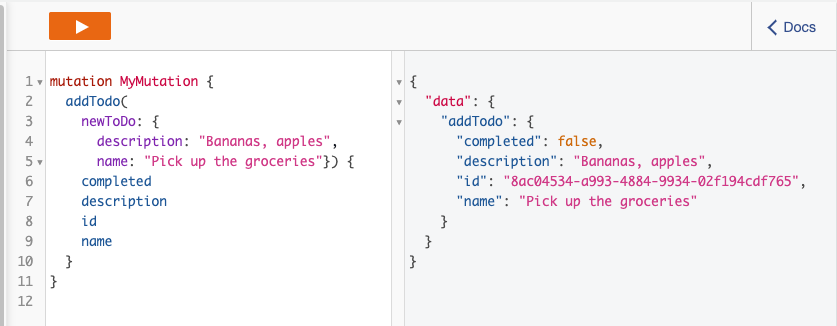 Docs
1 mutation MyMutation {
2 addTodo(
3 newToDo: {
4 description: "Bananas, apples",
5 name: "Pick up the groceries"}) {
6 completed
7 description
8 id
9 name
10 }
11 }
12
{
"data": {
"addTodo": {
"completed": false,
"description": "Bananas, apples",
"id": "8ac04534-a993-4884-9934-02f194cdf765",
"name": "Pick up the groceries"
}
}
}